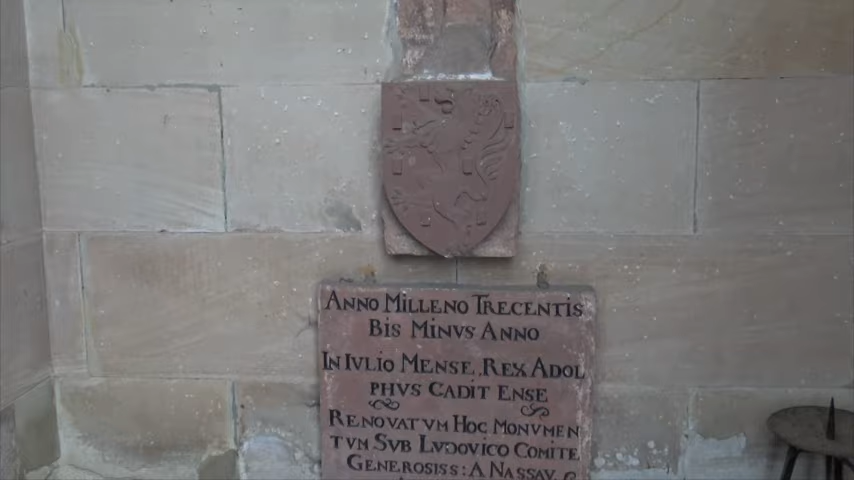 ANNO MILLENO TRECENTIS
BIS MINVS ANNO
IN IVLIO MENSE. REX ADOL
PHVS CADIT ENSE
RENOVATVM HOC MONVMEN
TVM SVB LVDOVICO COMITE
GENEROSISS: A NASSAV.